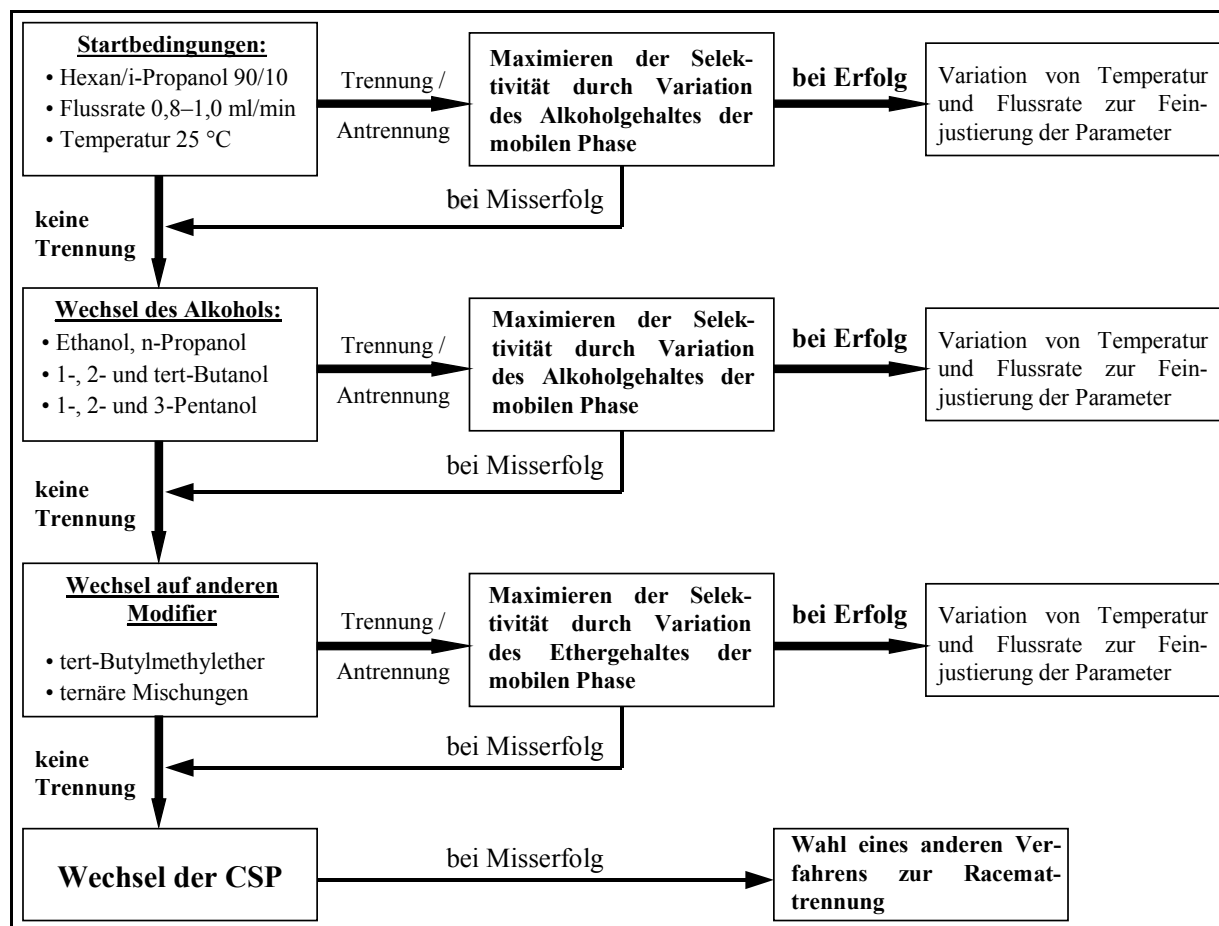 Startbedingungen:
• Hexan/i-Propanol 90/10
• Flussrate 0,8–1,0 ml/min
• Temperatur 25 °C
Trennung /
Antrennung
Maximieren der Selek-
tivität durch Variation
des Alkoholgehaltes der
mobilen Phase
bei Erfolg
Variation von Temperatur
und Flussrate zur Fein-
justierung der Parameter
bei Misserfolg
keine
Trennung
Wechsel des Alkohols:
• Ethanol, n-Propanol
• 1-, 2- und tert-Butanol
• 1-, 2- und 3-Pentanol
Trennung /
Antrennung
Maximieren der Selek-
tivität durch Variation
des Alkoholgehaltes der
mobilen Phase
bei Erfolg
Variation von Temperatur
und Flussrate zur Fein-
justierung der Parameter
bei Misserfolg
keine
Trennung
Wechsel auf anderen
Modifier
• tert-Butylmethylether
• ternäre Mischungen
Trennung /
Antrennung
Maximieren der Selek-
tivität durch Variation
des Ethergehaltes der
mobilen Phase
bei Erfolg
Variation von Temperatur
und Flussrate zur Fein-
justierung der Parameter
bei Misserfolg
keine
Trennung
Wechsel der CSP
bei Misserfolg
Wahl eines anderen Ver-
fahrens zur Racemat-
trennung